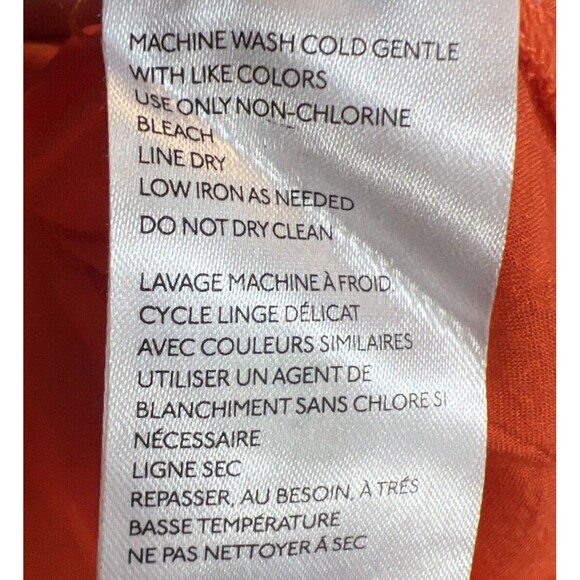 MACHINE WASH COLD GENTLE
WITH LIKE COLORS
USE ONLY NON-CHLORINE
BLEACH
LINE DRY
LOW IRON AS NEEDED
DO NOT DRY CLEAN
LAVAGE MACHINE À FROID,
CYCLE LINGE DÉLICAT
AVEC COULEURS SIMILAIRES
UTILISER UN AGENT DE
BLANCHIMENT SANS CHLORE SI
NÉCESSAIRE
LIGNE SEC
REPASSER, AU BESOIN, À TRÉS
BASSE TEMPÉRATURE
NE PAS NETTOYER Á SEC